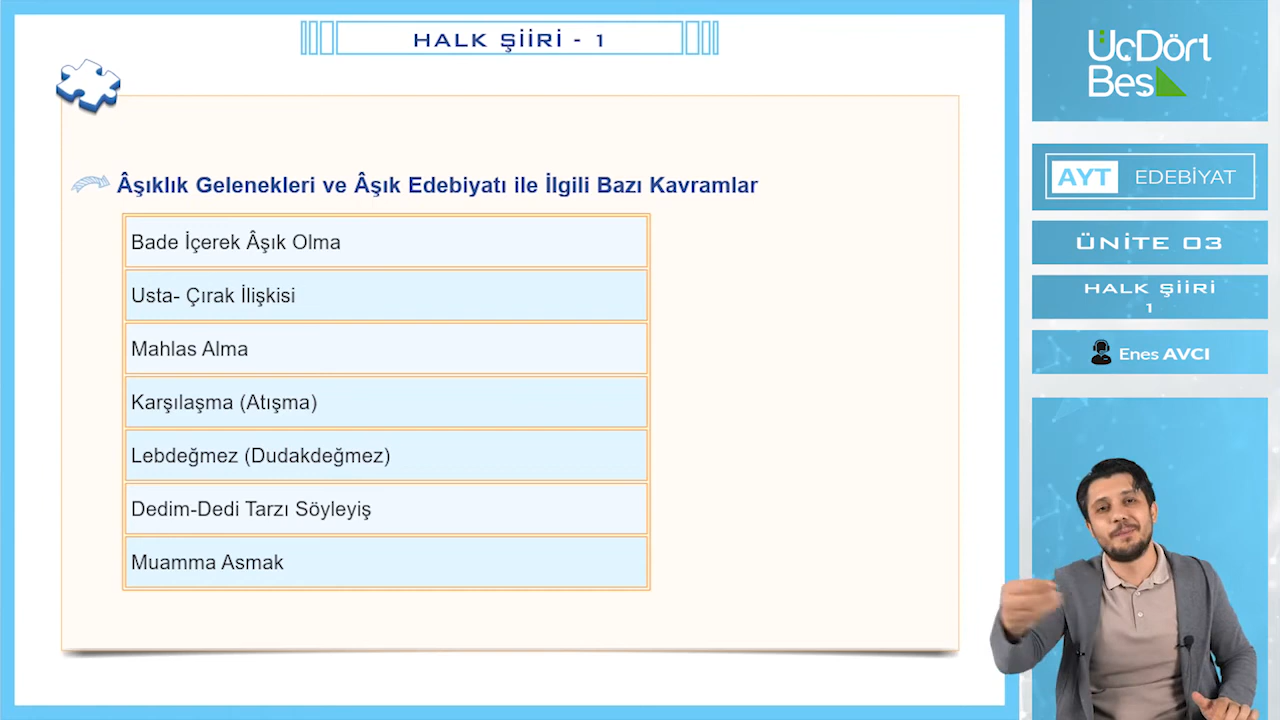 HALK ŞİİRİ - 1
Âşıklık Gelenekleri ve Âşık Edebiyatı ile İlgili Bazı Kavramlar
Bade İçerek Âşık Olma
Usta- Çırak İlişkisi
Mahlas Alma
Karşılaşma (Atışma)
Lebdeğmez (Dudakdeğmez)
Dedim-Dedi Tarzı Söyleyiş
Muamma Asmak
ÜçDört
Beş
AYT EDEBİYAT
ÜNİTE 03
HALK ŞİİRİ
1
Enes AVCI